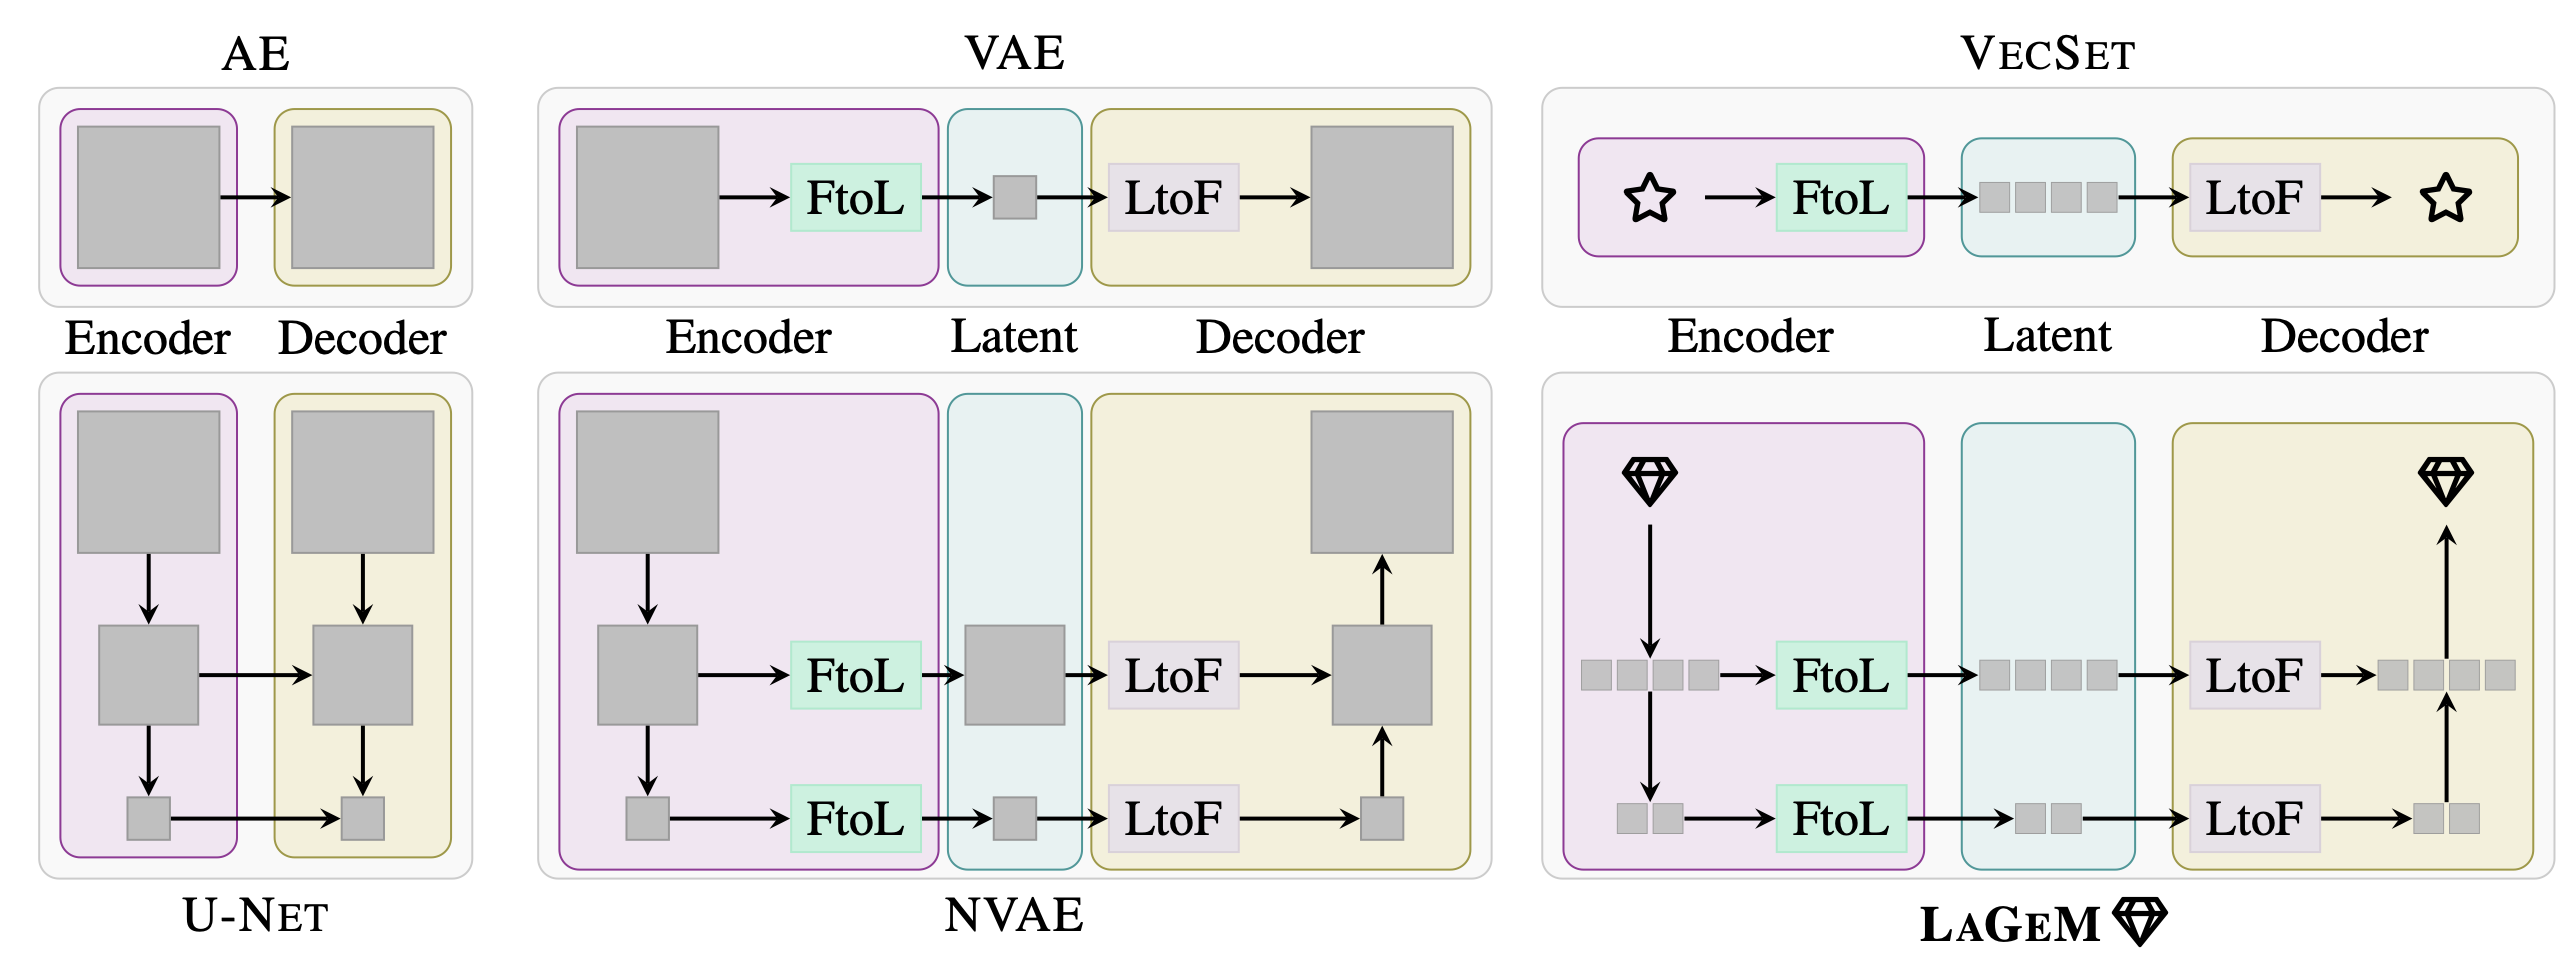 AE
VAE
VECSET
FtoL
LtoF
FtoL
LtoF
Encoder
Decoder
Encoder
Latent
Decoder
Encoder
Latent
Decoder
FtoL
LtoF
FtoL
LtoF
FtoL
LtoF
FtoL
LtoF
U-NET
NVAE
LAGEM